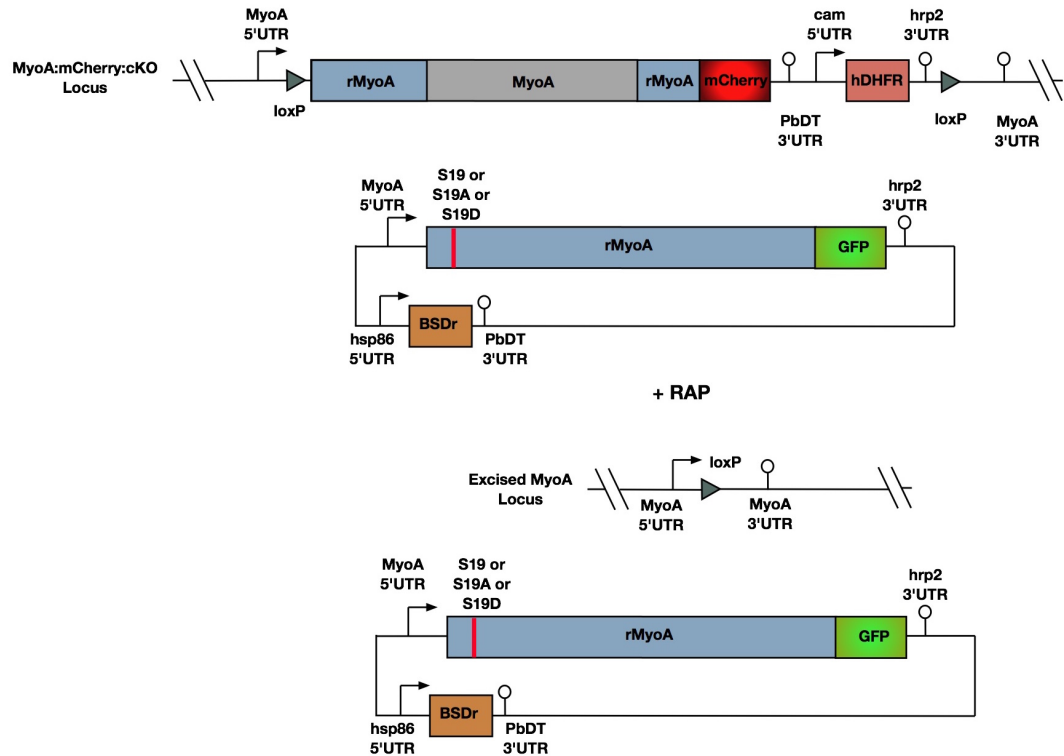 MyoA
5'UTR
cam
5'UTR
hrp2
3'UTR
MyoA:mCherry:cKO
Locus
rMyoA
MyoA
rMyoA
mCherry
hDHFR
loxP
PbDT
3'UTR
loxP
MyoA
3'UTR
S19 or
S19A or
S19D
MyoA
5'UTR
hrp2
3'UTR
rMyoA
GFP
BSDr
hsp86
5'UTR
PbDT
3'UTR
+ RAP
loxP
Excised MyoA
Locus
MyoA
5'UTR
MyoA
3'UTR
MyoA
5'UTR
S19 or
S19A or
S19D
hrp2
3'UTR
rMyoA
GFP
BSDr
hsp86
5'UTR
PbDT
3'UTR